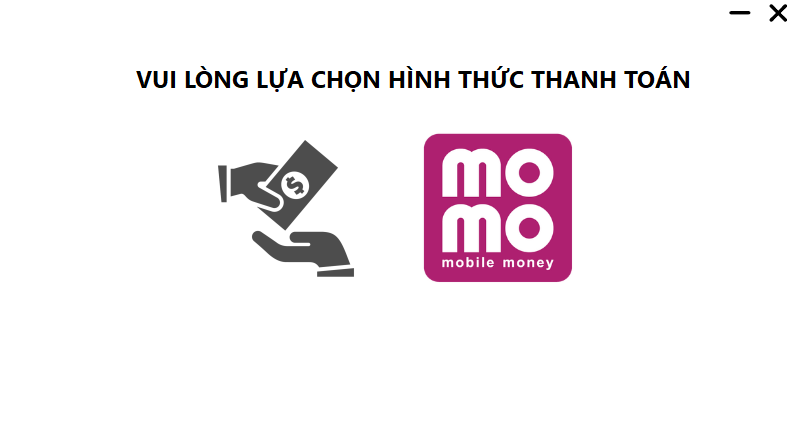 VUI LÒNG LỰA CHỌN HÌNH THỨC THANH TOÁN
$
mo
mo
mobile money